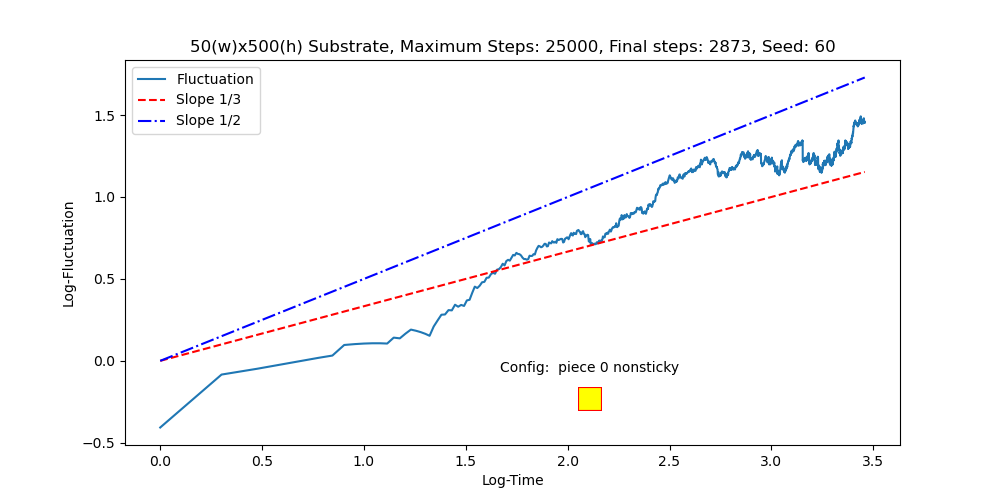 50(w)x500(h) Substrate, Maximum Steps: 25000, Final steps: 2873, Seed: 60
Fluctuation
Slope 1/3
Slope 1/2
Log-Fluctuation
1.5
1.0
0.5
0.0
−0.5
Config:  piece 0 nonsticky
0.0 0.5 1.0 1.5 2.0 2.5 3.0 3.5
Log-Time